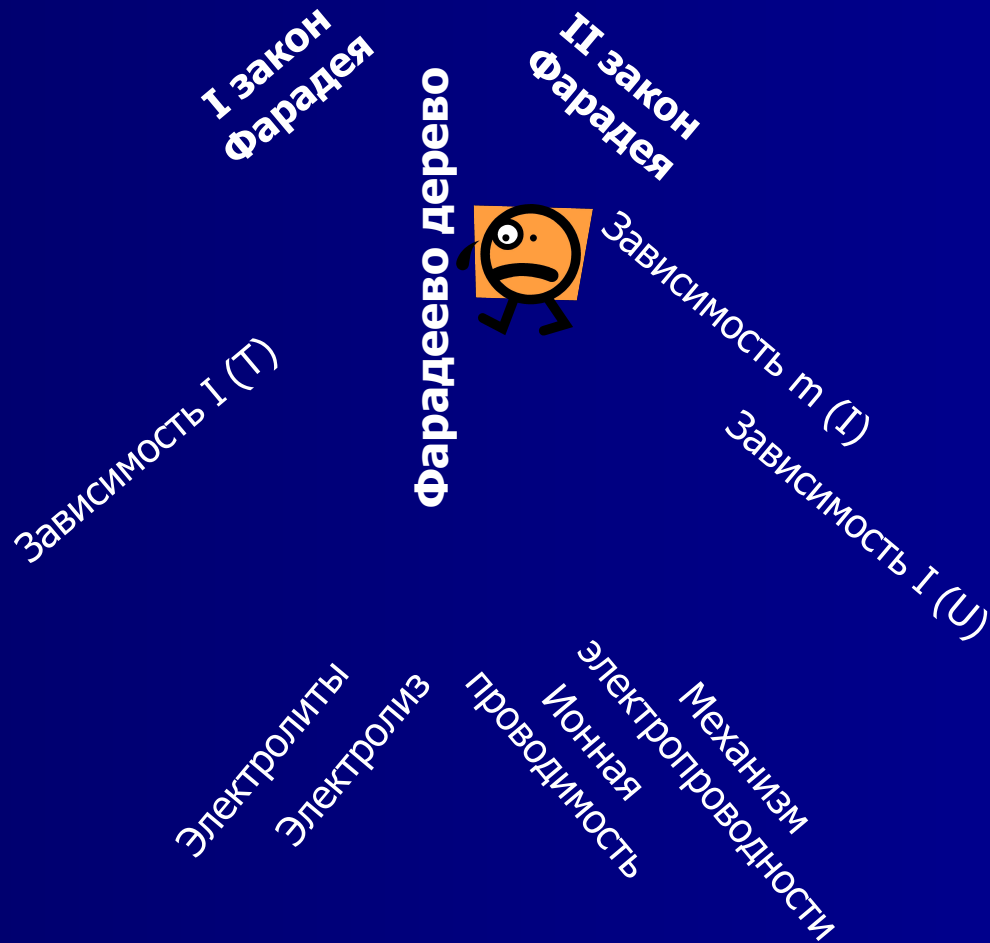 I закон
Фарадея
II закон
Фарадея
Фарадеево дерево
Зависимость m (I)
Зависимость I (T)
Зависимость I (U)
Электролиты
Электролиз
Ионная
проводимость
Механизм
электропроводности